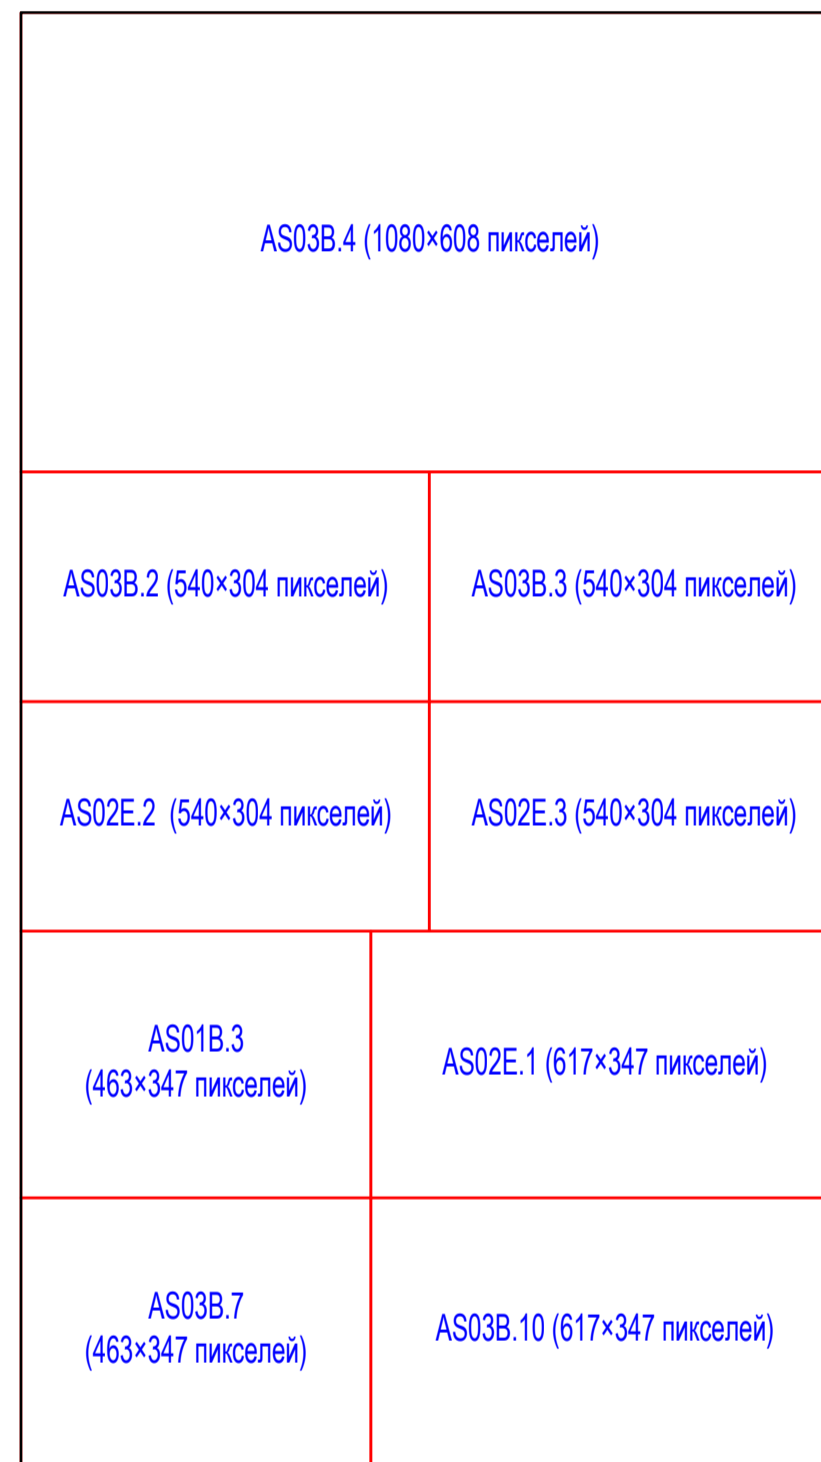 AS03B.4 (1080×608 пикселей)
AS03B.2 (540×304 пикселей)
AS03B.3 (540×304 пикселей)
AS02E.2 (540×304 пикселей)
AS02E.3 (540×304 пикселей)
AS01B.3
(463×347 пикселей)
AS02E.1 (617×347 пикселей)
AS03B.7
(463×347 пикселей)
AS03B.10 (617×347 пикселей)